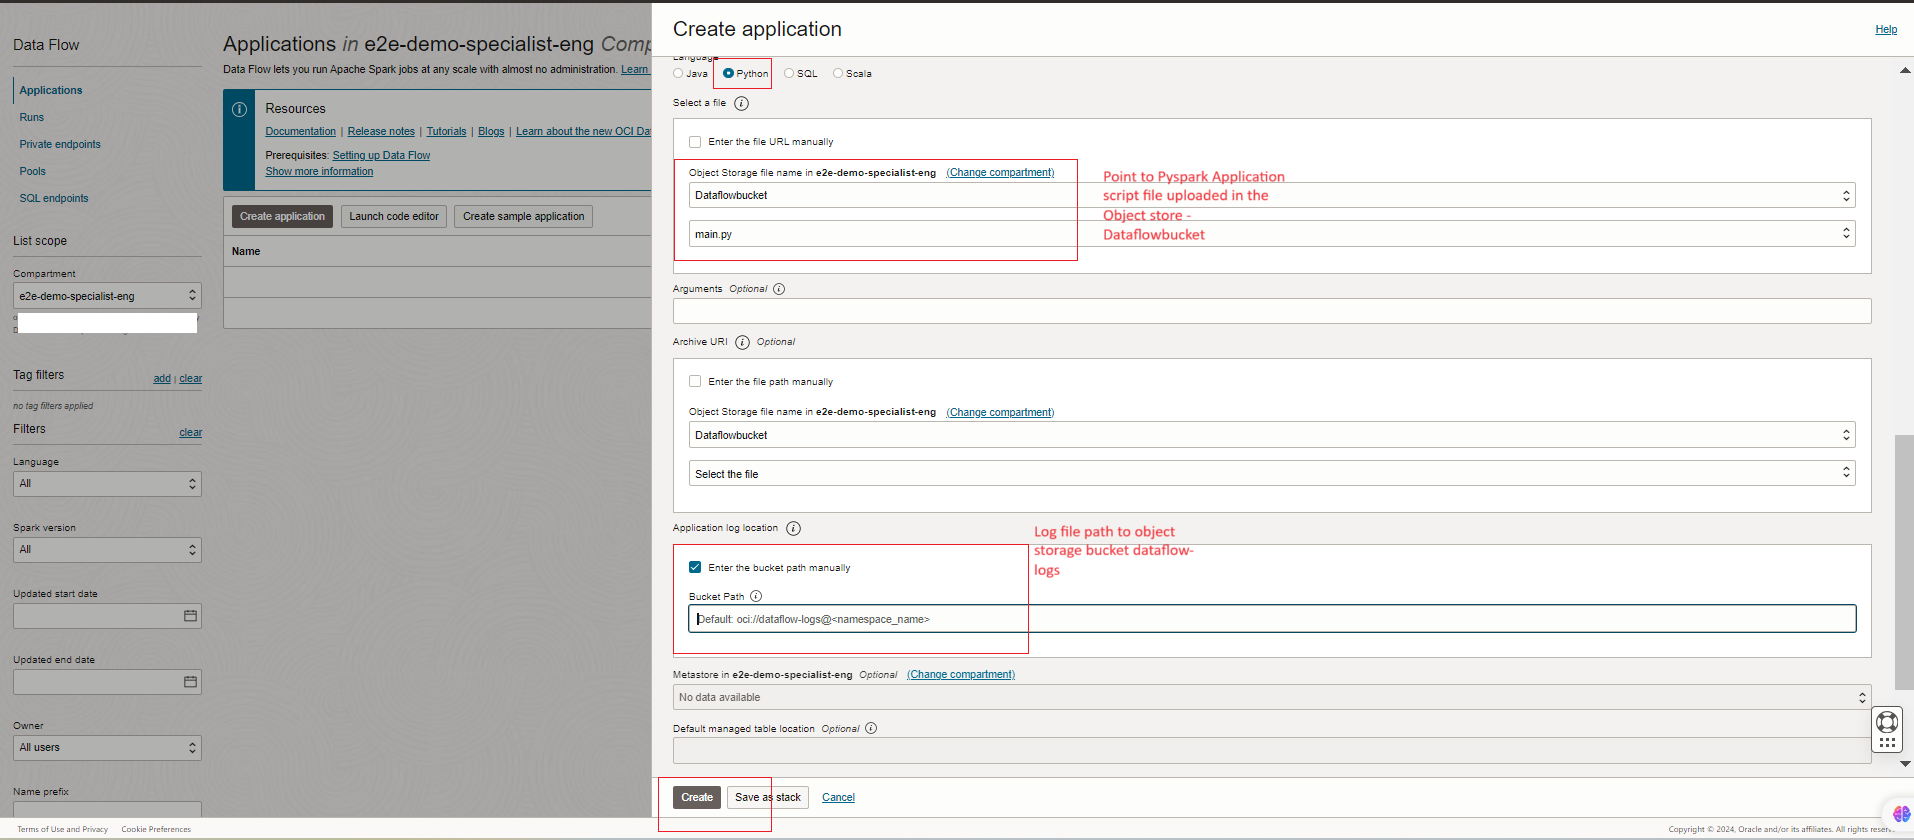 Data Flow
Applications
Runs
Private endpoints
Pools
SQL endpoints
List scope
Compartment
e2e-demo-specialist-eng
Tag filters
add | clear
no tag filters applied
Filters
clear
Language
All
Spark version
All
Updated start date
Updated end date
Owner
All users
Name prefix
Applications in e2e-demo-specialist-eng Comp
Data Flow lets you run Apache Spark jobs at any scale with almost no administration. Learn
Resources
Documentation | Release notes | Tutorials | Blogs | Learn about the new OCI Da
Prerequisites: Setting up Data Flow
Show more information
Create application
Launch code editor
Create sample application
Name
Create application
Help
Language
Java
Python
SQL
Scala
Select a file
Enter the file URL manually
Object Storage file name in e2e-demo-specialist-eng (Change compartment)
Dataflowbucket
main.py
Point to Pyspark Application
script file uploaded in the
Object store -
Dataflowbucket
Arguments Optional
Archive URI Optional
Enter the file path manually
Object Storage file name in e2e-demo-specialist-eng (Change compartment)
Dataflowbucket
Select the file
Application log location
Log file path to object
storage bucket dataflow-
logs
Enter the bucket path manually
Bucket Path
Default: oci://dataflow-logs@<namespace_name>
Metastore in e2e-demo-specialist-eng Optional (Change compartment)
No data available
Default managed table location Optional
Create
Save as stack
Cancel
Terms of Use and Privacy
Cookie Preferences
Copyright © 2024, Oracle and/or its affiliates. All rights